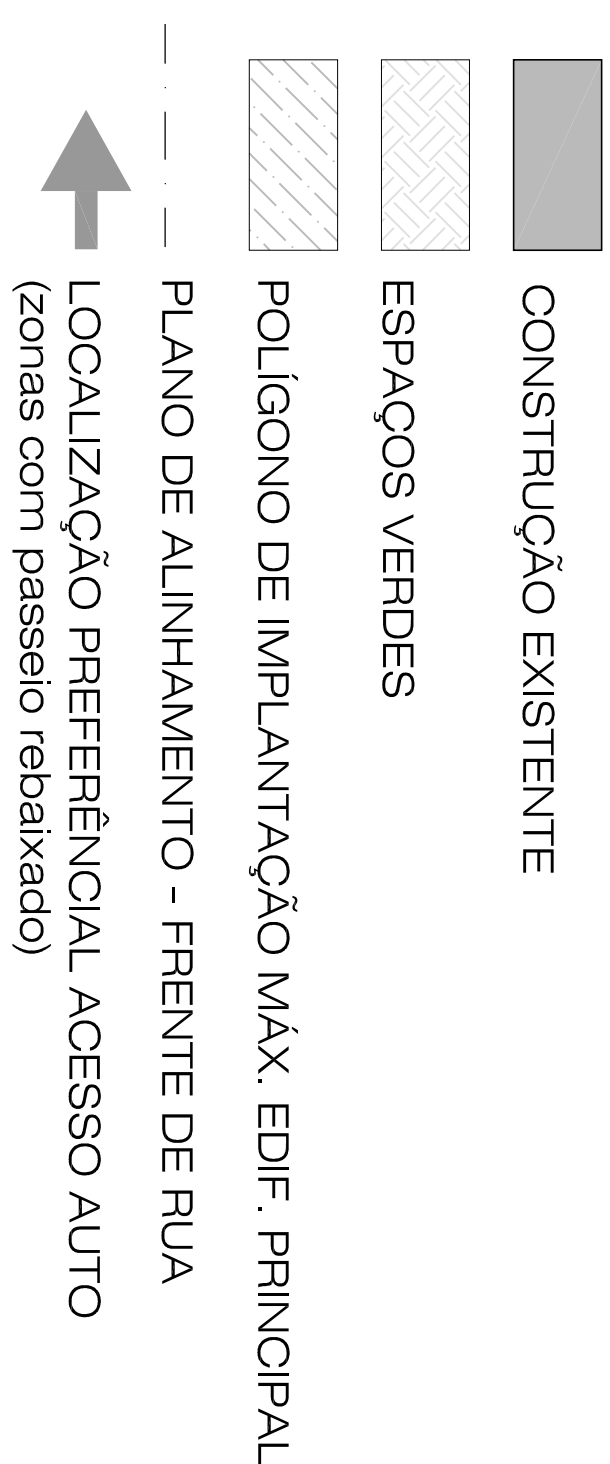 CONSTRUÇÃO EXISTENTE
ESPAÇOS VERDES
POLÍGONO DE IMPLANTAÇÃO MÁX. EDIF. PRINCIPAL
PLANO DE ALINHAMENTO - FRENTE DE RUA
LOCALIZAÇÃO PREFERÊNCIAL ACESSO AUTO
(zonas com passeio rebaixado)